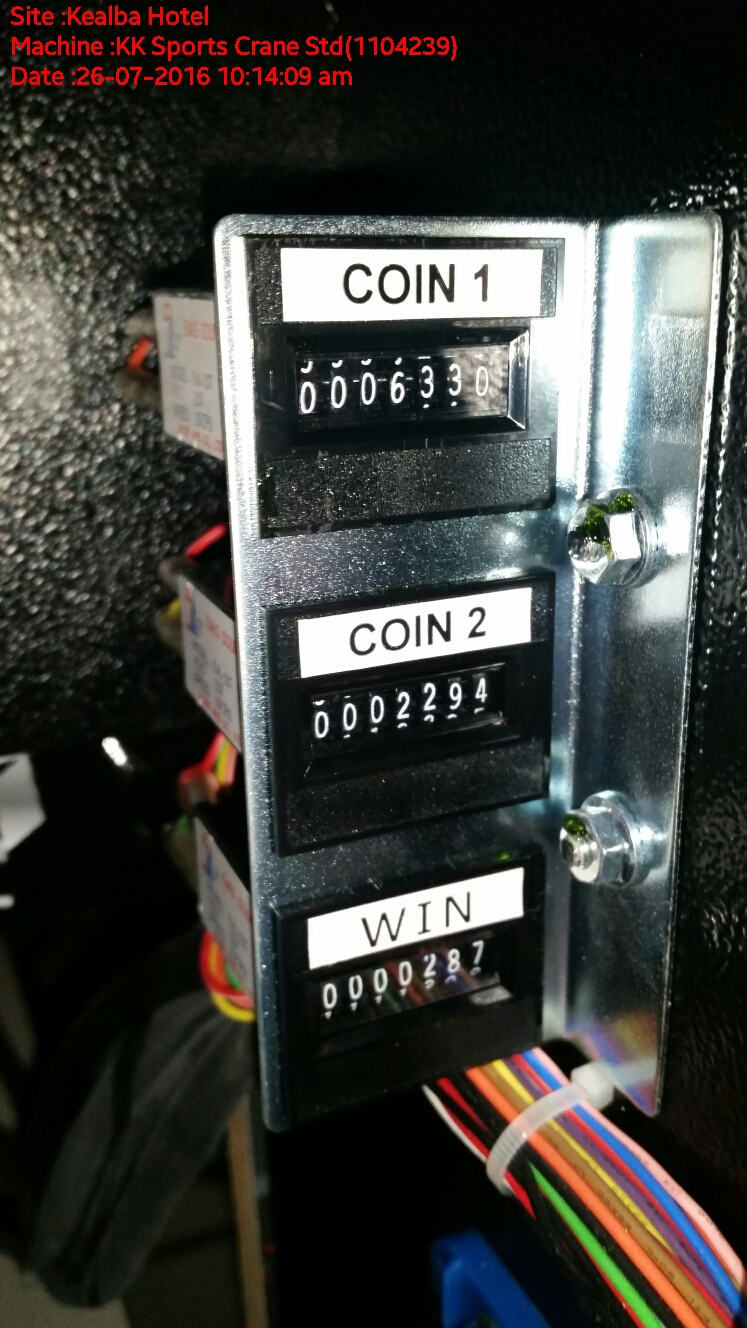 Site :Kealba Hotel
Machine :KK Sports Crane Std(1104239)
Date :26-07-2016 10:14:09 am
COIN 1
0006330
COIN 2
0002294
WIN
0000287